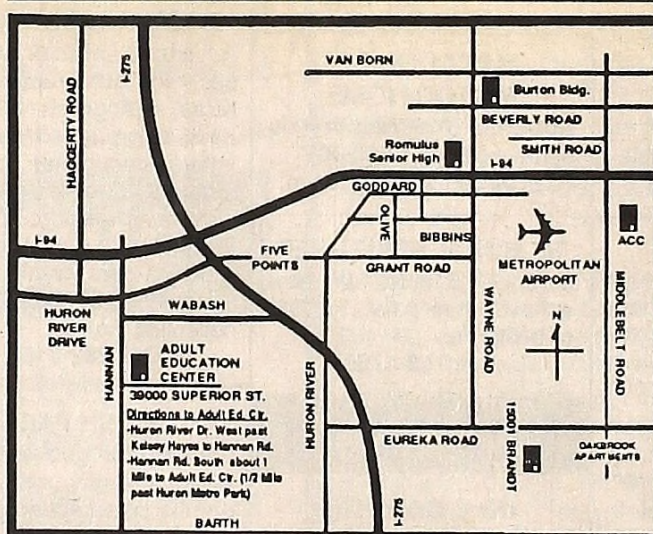 I-275
VAN BORN
HAGGERTY ROAD
Burton Bldg.
BEVERLY ROAD
Romulus
Senior High
SMITH ROAD
I-94
GODDARD
OLIVE
BIBBINS
ACC
I-94
FIVE
POINTS
GRANT ROAD
METROPOLITAN
AIRPORT
HURON
RIVER
DRIVE
WABASH
WAYNE ROAD
N
MIDDLEBELT ROAD
HANNAN
ADULT
EDUCATION
CENTER
39000 SUPERIOR ST.
HURON RIVER
Directions to Adult Ed. Ctr.
-Huron River Dr. West past
Kelsey Hayes to Hannan Rd.
-Hannan Rd. South about 1
Mile to Adult Ed. Ctr. (1/2 Mile
past Huron Metro Park)
EUREKA ROAD
15001 BRANDT
OAKBROOK
APARTMENTS
BARTH
I-275